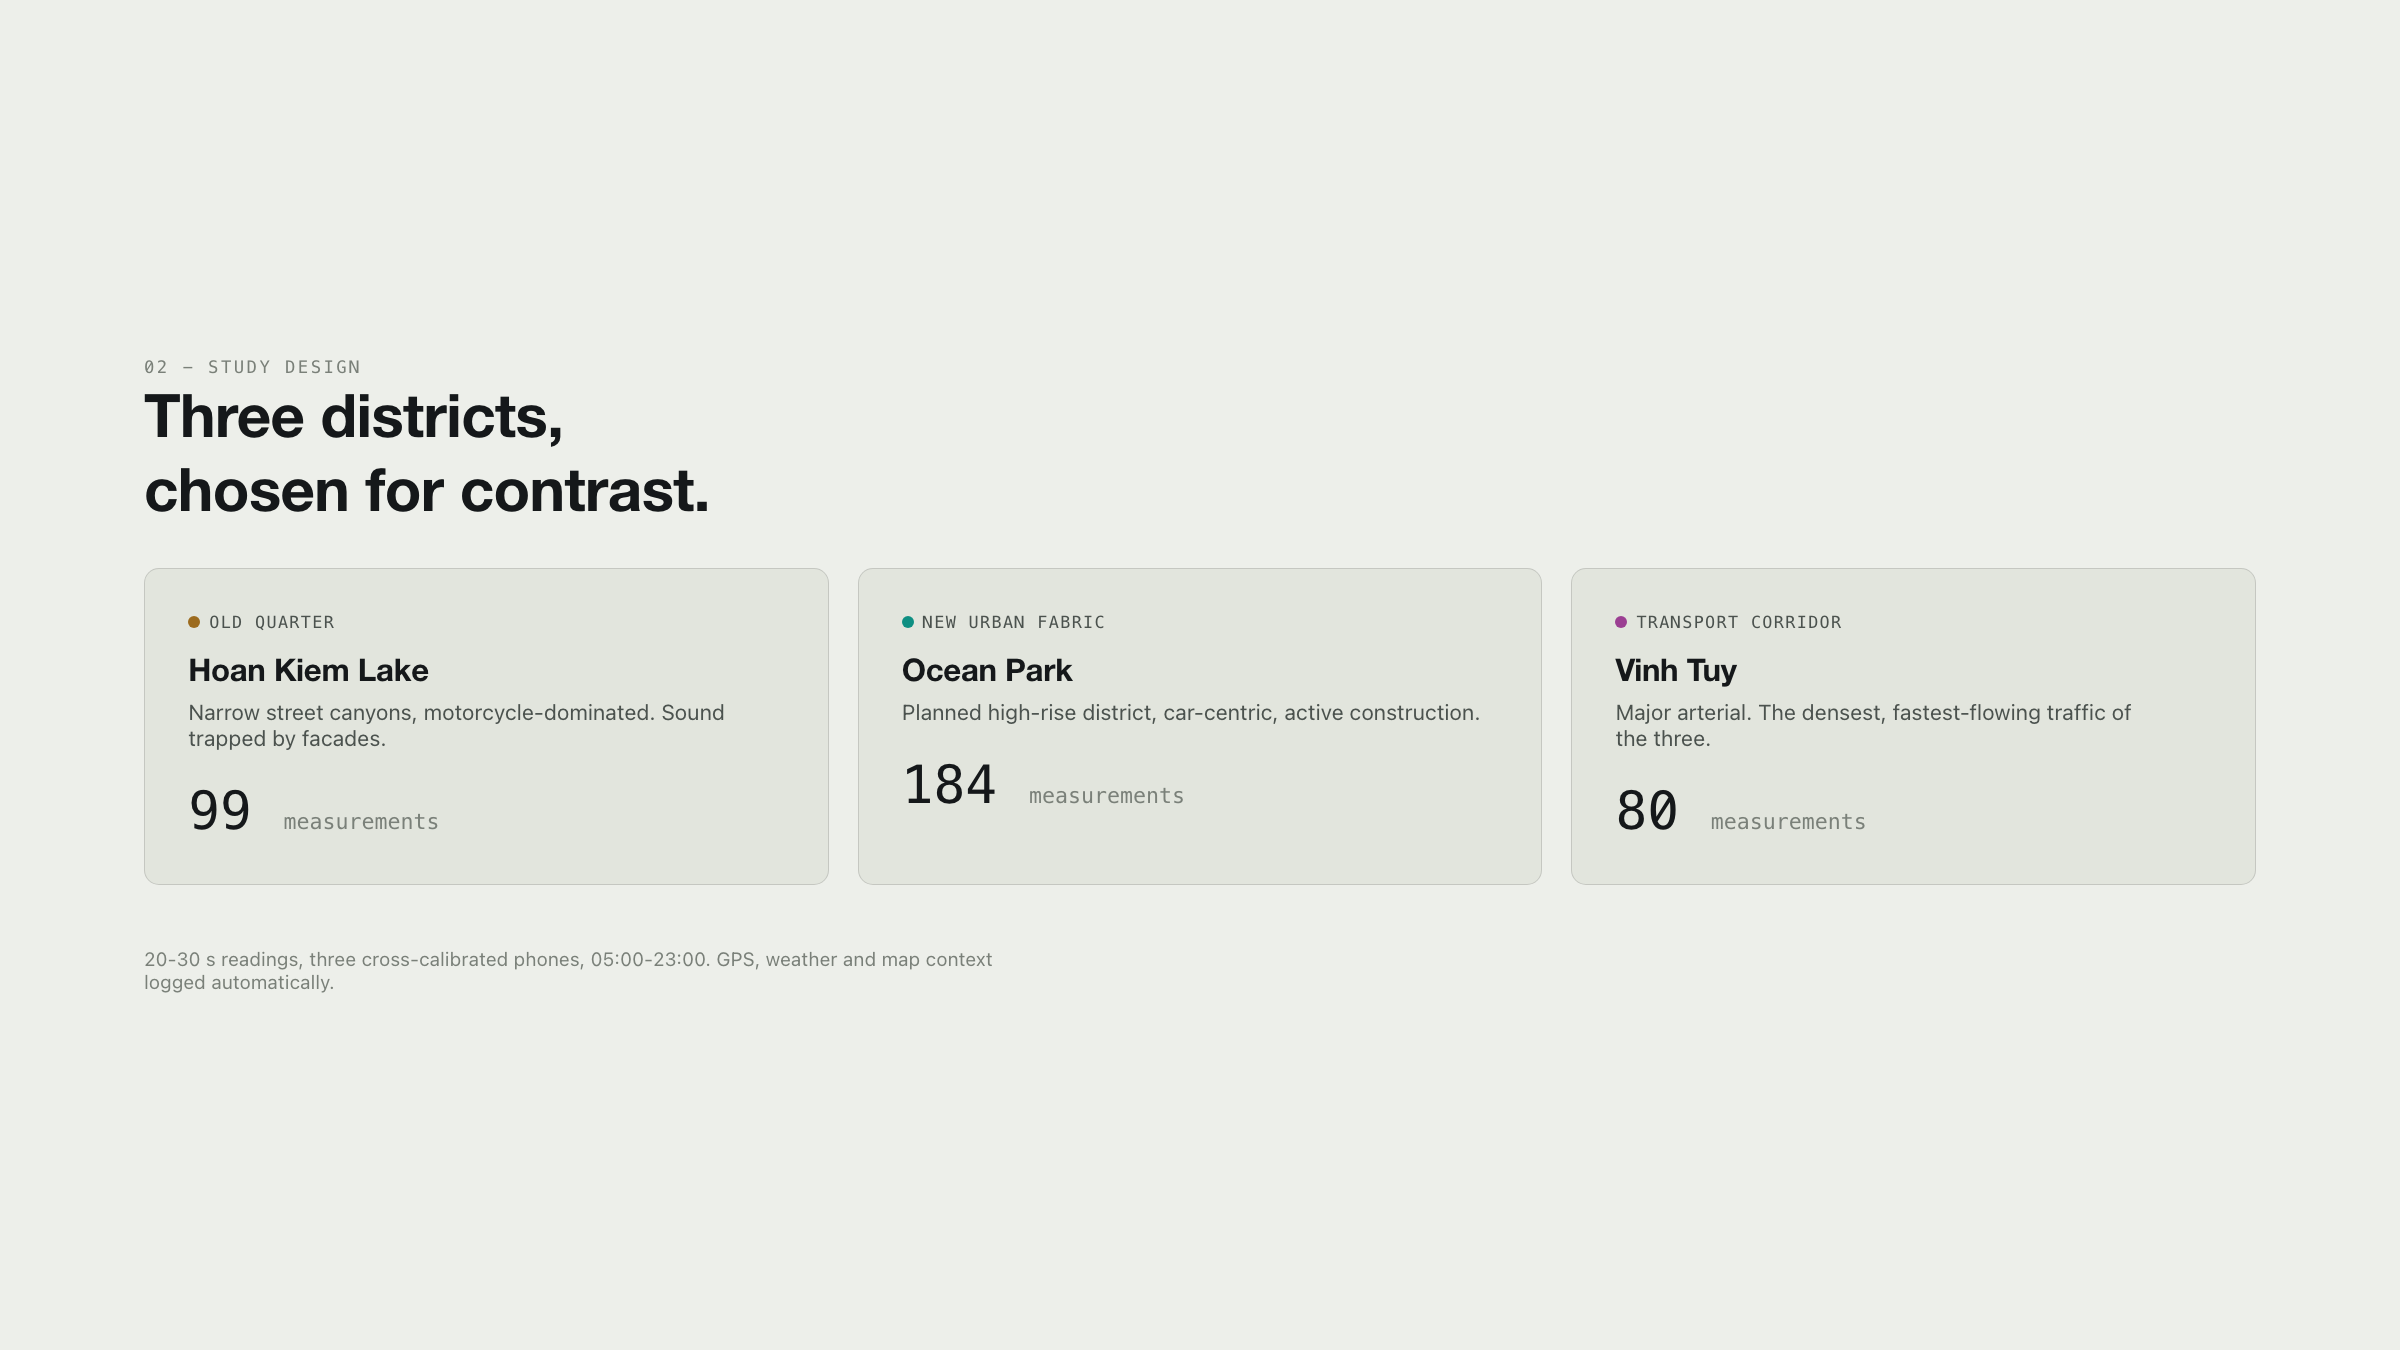 02 – STUDY DESIGN
Three districts,
chosen for contrast.
OLD QUARTER
Hoan Kiem Lake
Narrow street canyons, motorcycle-dominated. Sound
trapped by facades.
99 measurements
NEW URBAN FABRIC
Ocean Park
Planned high-rise district, car-centric, active construction.
184 measurements
TRANSPORT CORRIDOR
Vinh Tuy
Major arterial. The densest, fastest-flowing traffic of
the three.
80 measurements
20-30 s readings, three cross-calibrated phones, 05:00-23:00. GPS, weather and map context
logged automatically.